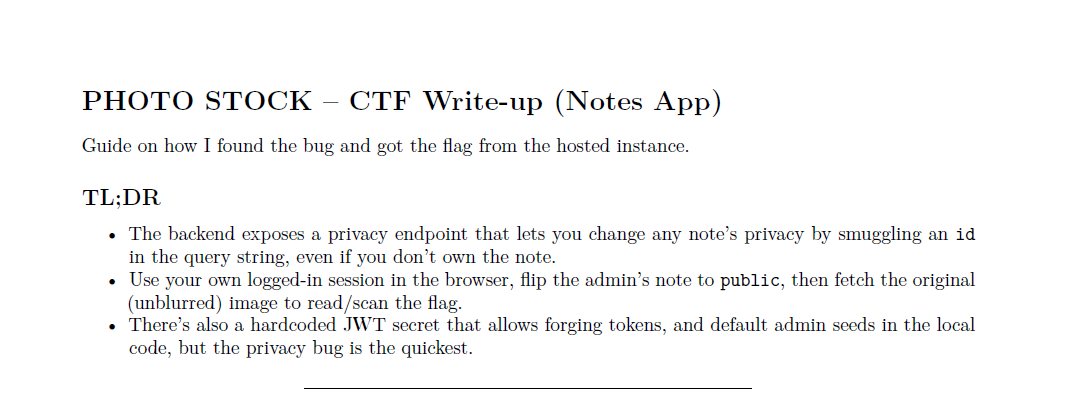 PHOTO STOCK – CTF Write-up (Notes App)
Guide on how I found the bug and got the flag from the hosted instance.
TL;DR
• The backend exposes a privacy endpoint that lets you change any note's privacy by smuggling an id
in the query string, even if you don't own the note.
• Use your own logged-in session in the browser, flip the admin's note to public, then fetch the original
(unblurred) image to read/scan the flag.
• There's also a hardcoded JWT secret that allows forging tokens, and default admin seeds in the local
code, but the privacy bug is the quickest.